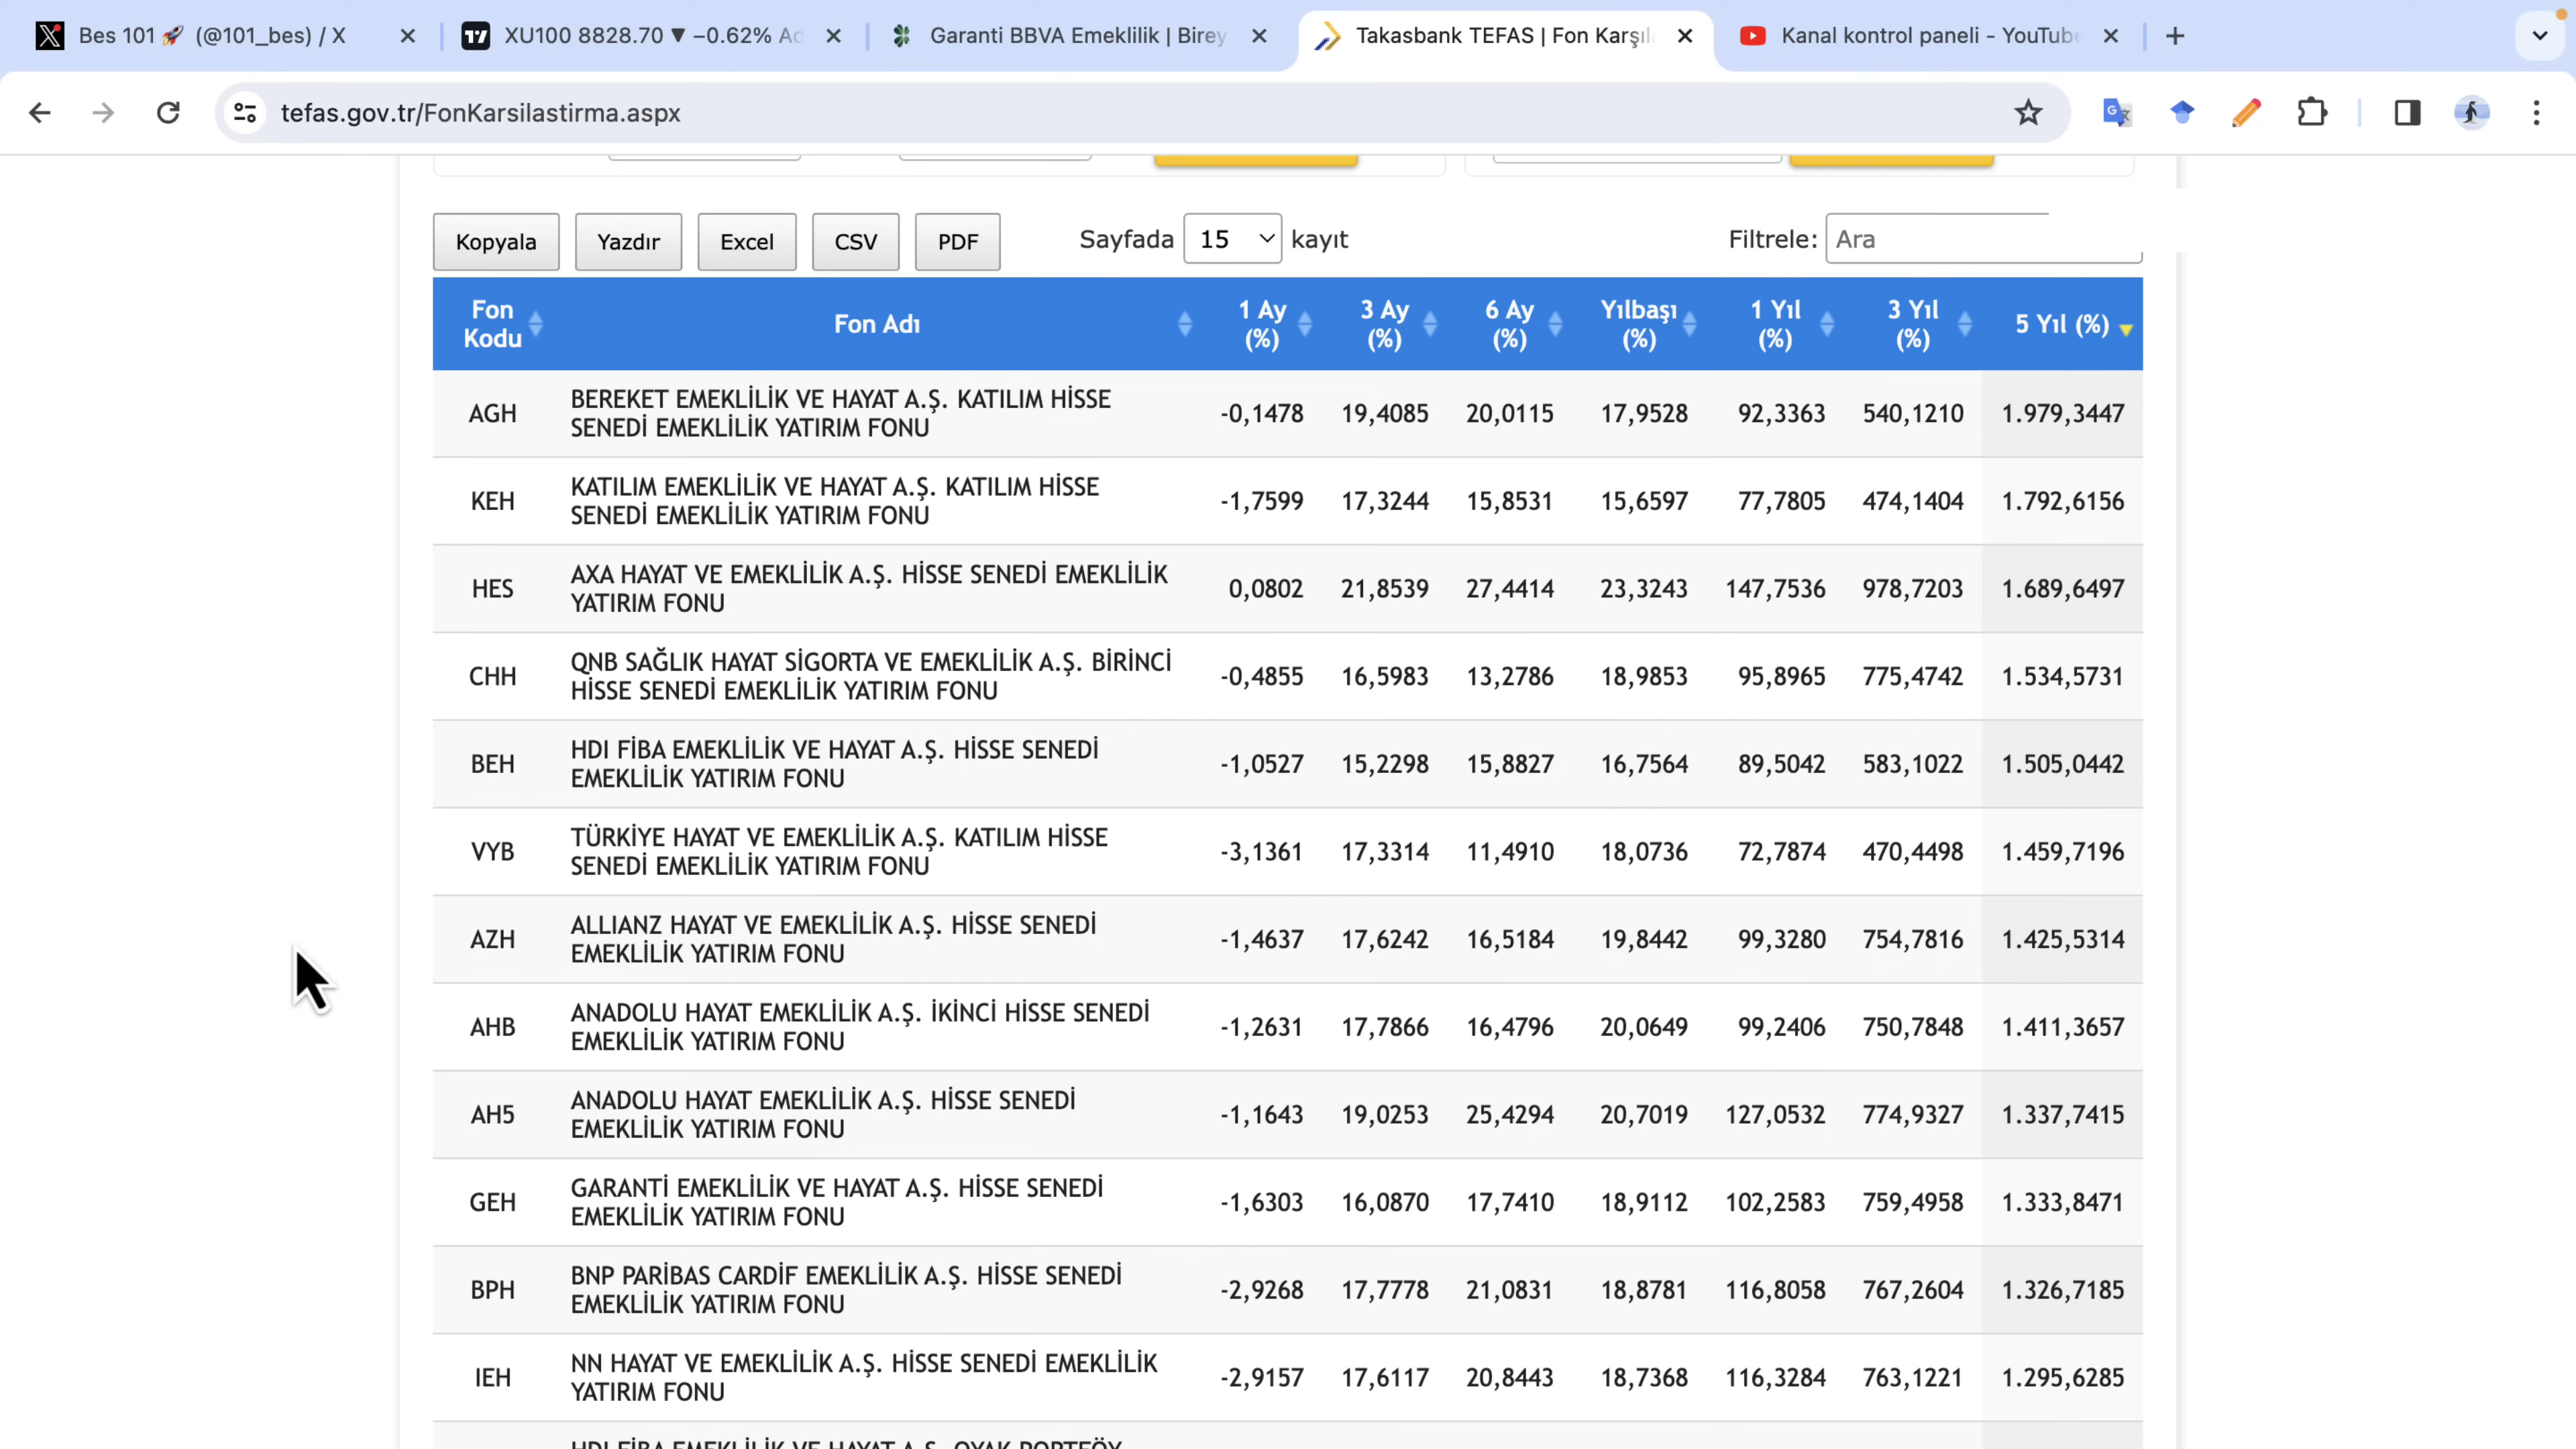 Bes 101 🚀 (@101_bes) / X
XU100 8828.70 ▼ −0.62% Ad
Garanti BBVA Emeklilik | Birey
Takasbank TEFAS | Fon Karşıl
Kanal kontrol paneli - YouTube
tefas.gov.tr/FonKarsilastirma.aspx
Kopyala Yazdır Excel CSV PDF Sayfada 15 kayıt Filtrele: Ara
Fon Kodu Fon Adı 1 Ay (%) 3 Ay (%) 6 Ay (%) Yılbaşı (%) 1 Yıl (%) 3 Yıl (%) 5 Yıl (%)
AGH BEREKET EMEKLİLİK VE HAYAT A.Ş. KATILIM HİSSE
SENEDİ EMEKLİLİK YATIRIM FONU -0,1478 19,4085 20,0115 17,9528 92,3363 540,1210 1.979,3447
KEH KATILIM EMEKLİLİK VE HAYAT A.Ş. KATILIM HİSSE
SENEDİ EMEKLİLİK YATIRIM FONU -1,7599 17,3244 15,8531 15,6597 77,7805 474,1404 1.792,6156
HES AXA HAYAT VE EMEKLİLİK A.Ş. HİSSE SENEDİ EMEKLİLİK
YATIRIM FONU 0,0802 21,8539 27,4414 23,3243 147,7536 978,7203 1.689,6497
CHH QNB SAĞLIK HAYAT SİGORTA VE EMEKLİLİK A.Ş. BİRİNCİ
HİSSE SENEDİ EMEKLİLİK YATIRIM FONU -0,4855 16,5983 13,2786 18,9853 95,8965 775,4742 1.534,5731
BEH HDI FİBA EMEKLİLİK VE HAYAT A.Ş. HİSSE SENEDİ
EMEKLİLİK YATIRIM FONU -1,0527 15,2298 15,8827 16,7564 89,5042 583,1022 1.505,0442
VYB TÜRKİYE HAYAT VE EMEKLİLİK A.Ş. KATILIM HİSSE
SENEDİ EMEKLİLİK YATIRIM FONU -3,1361 17,3314 11,4910 18,0736 72,7874 470,4498 1.459,7196
AZH ALLIANZ HAYAT VE EMEKLİLİK A.Ş. HİSSE SENEDİ
EMEKLİLİK YATIRIM FONU -1,4637 17,6242 16,5184 19,8442 99,3280 754,7816 1.425,5314
AHB ANADOLU HAYAT EMEKLİLİK A.Ş. İKİNCİ HİSSE SENEDİ
EMEKLİLİK YATIRIM FONU -1,2631 17,7866 16,4796 20,0649 99,2406 750,7848 1.411,3657
AH5 ANADOLU HAYAT EMEKLİLİK A.Ş. HİSSE SENEDİ
EMEKLİLİK YATIRIM FONU -1,1643 19,0253 25,4294 20,7019 127,0532 774,9327 1.337,7415
GEH GARANTİ EMEKLİLİK VE HAYAT A.Ş. HİSSE SENEDİ
EMEKLİLİK YATIRIM FONU -1,6303 16,0870 17,7410 18,9112 102,2583 759,4958 1.333,8471
BPH BNP PARİBAS CARDİF EMEKLİLİK A.Ş. HİSSE SENEDİ
EMEKLİLİK YATIRIM FONU -2,9268 17,7778 21,0831 18,8781 116,8058 767,2604 1.326,7185
IEH NN HAYAT VE EMEKLİLİK A.Ş. HİSSE SENEDİ EMEKLİLİK
YATIRIM FONU -2,9157 17,6117 20,8443 18,7368 116,3284 763,1221 1.295,6285
HDI FİBA EMEKLİLİK VE HAYAT A.Ş. OYAK PORTFÖY